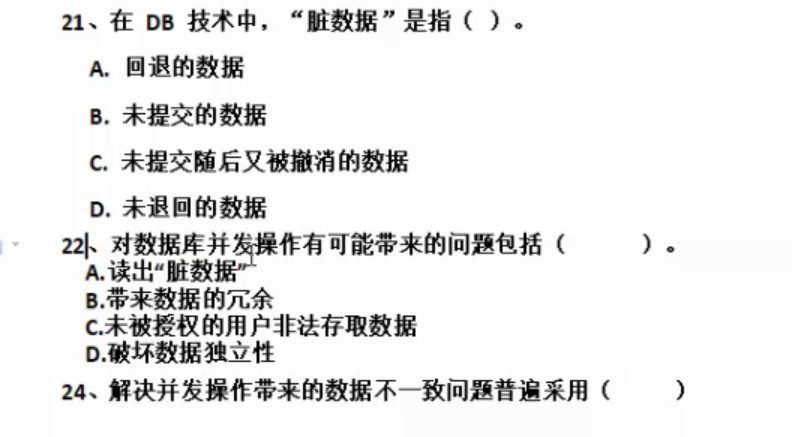 21、在 DB 技术中，“脏数据”是指（ ）。
A. 回退的数据
B. 未提交的数据
C. 未提交随后又被撤消的数据
D. 未退回的数据
22、对数据库并发操作有可能带来的问题包括（ ）。
A.读出“脏数据”
B.带来数据的冗余
C.未被授权的用户非法存取数据
D.破坏数据独立性
24、解决并发操作带来的数据不一致问题普遍采用（ ）